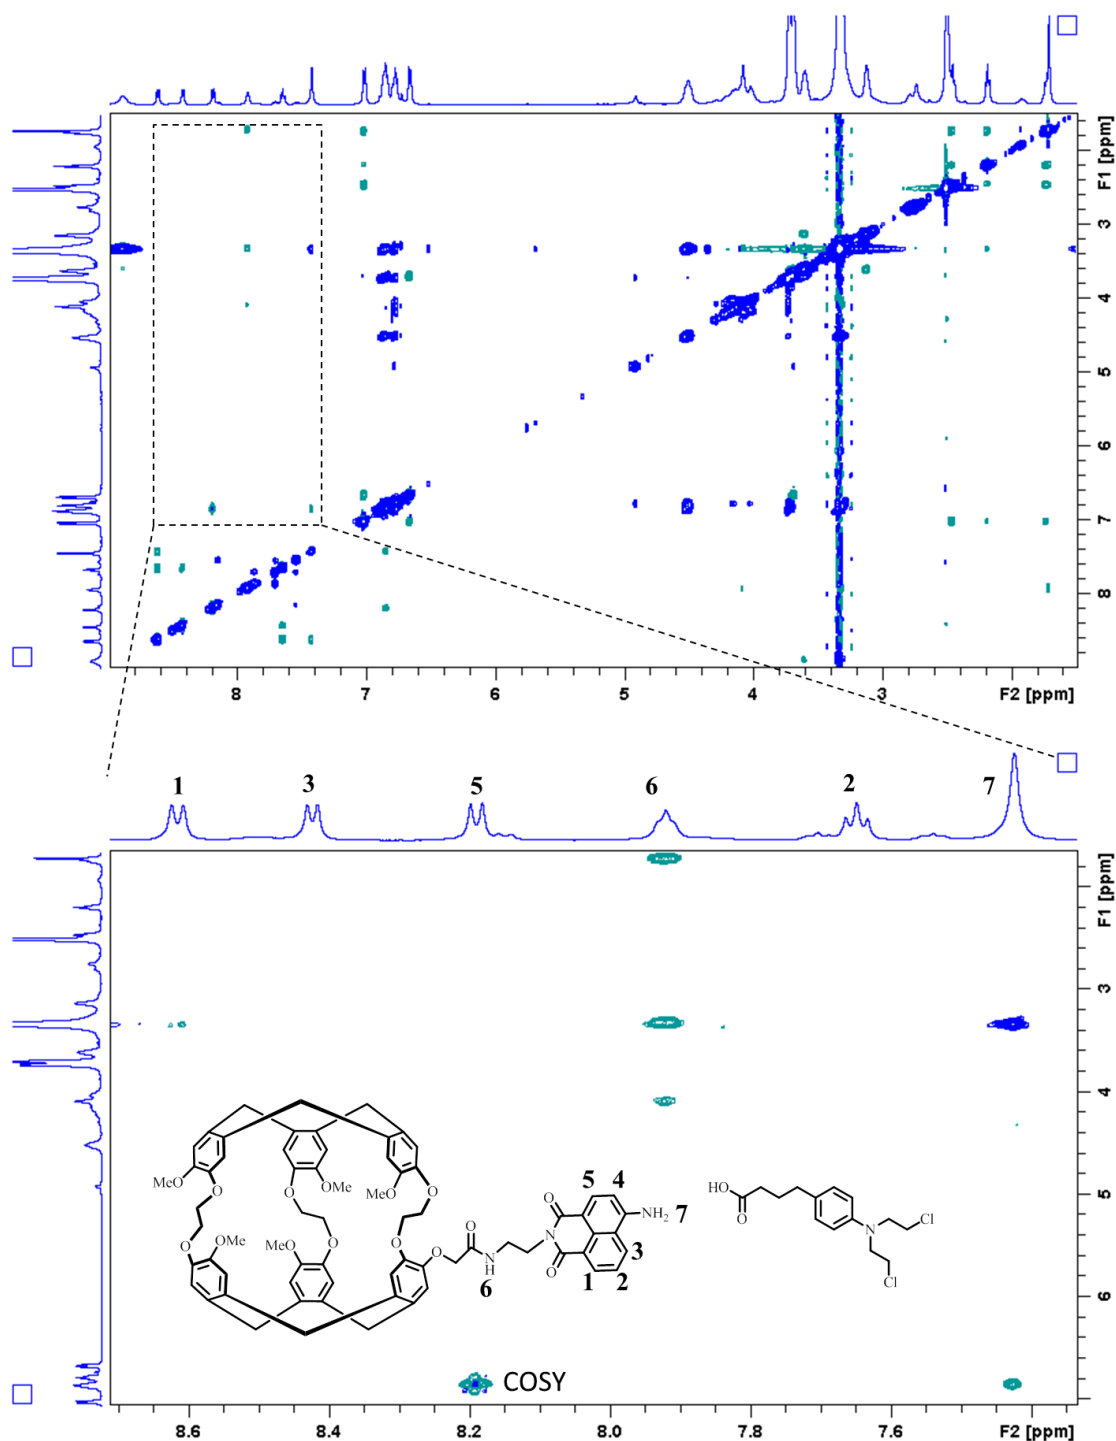 F1 [ppm]
3
4
5
6
7
8
8 7 6 5 4 3 F2 [ppm]
1 3 5 6 2 7
F1 [ppm]
3
4
5
6
MeO OMe MeO O
O O O
O MeO MeO O O O
O
N
H
6
O
N
O
5 4
NH₂ 7
3
1 2
HO
O
N
Cl
Cl
COSY
8.6 8.4 8.2 8.0 7.8 7.6 F2 [ppm]